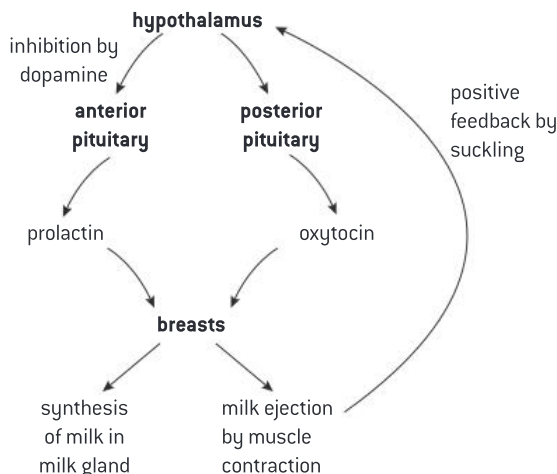 hypothalamus
inhibition by
dopamine
anterior
pituitary
posterior
pituitary
positive
feedback by
suckling
prolactin
oxytocin
breasts
synthesis
of milk in
milk gland
milk ejection
by muscle
contraction